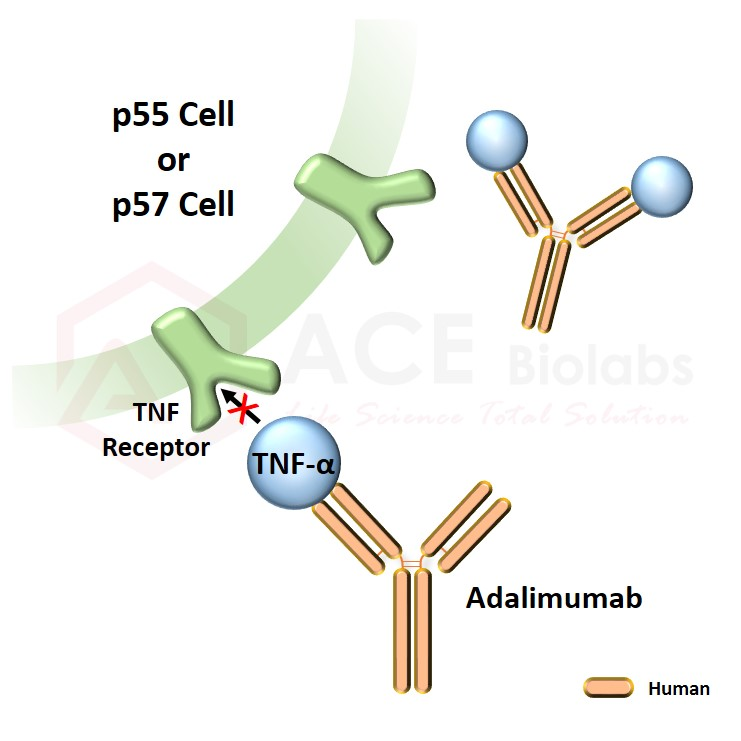 p55 Cell
or
p57 Cell
ACE
Biolabs
Life Science Total Solution
TNF
Receptor
TNF-α
Adalimumab
Human